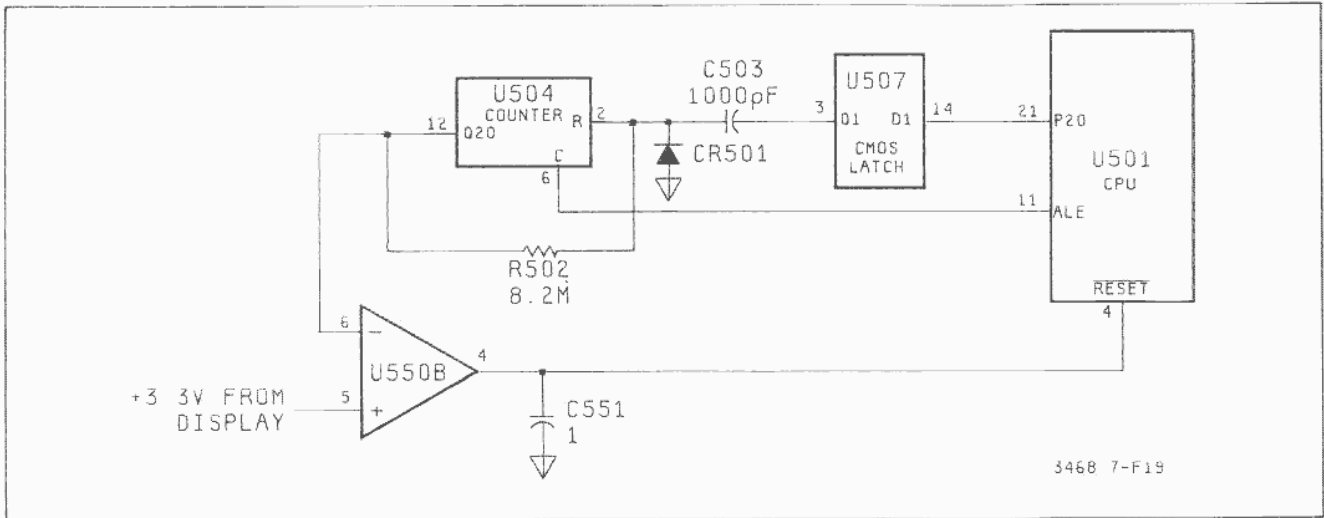 C503
1000pF
U504
COUNTER
12
Q20
R
2
C
6
CR501
3
U507
Q1
D1
CMOS
LATCH
14
21
P20
U501
CPU
11
ALE
RESET
4
R502
8.2M
6
−
U550B
4
5
+
+3 3V FROM
DISPLAY
C551
1
3468 7-F19